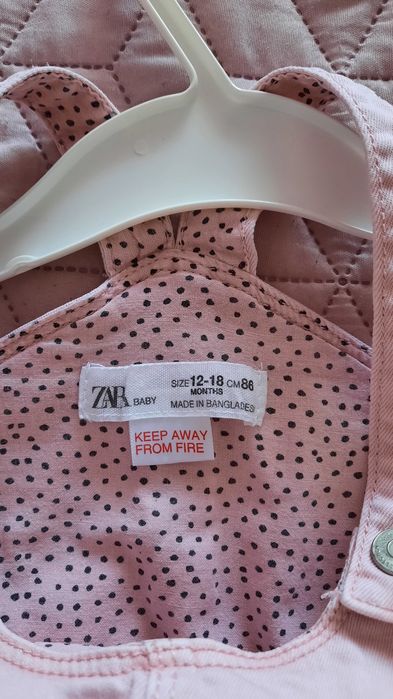 ZARA BABY
SIZE 12-18 CM 86
MONTHS
MADE IN BANGLADESH
KEEP AWAY
FROM FIRE